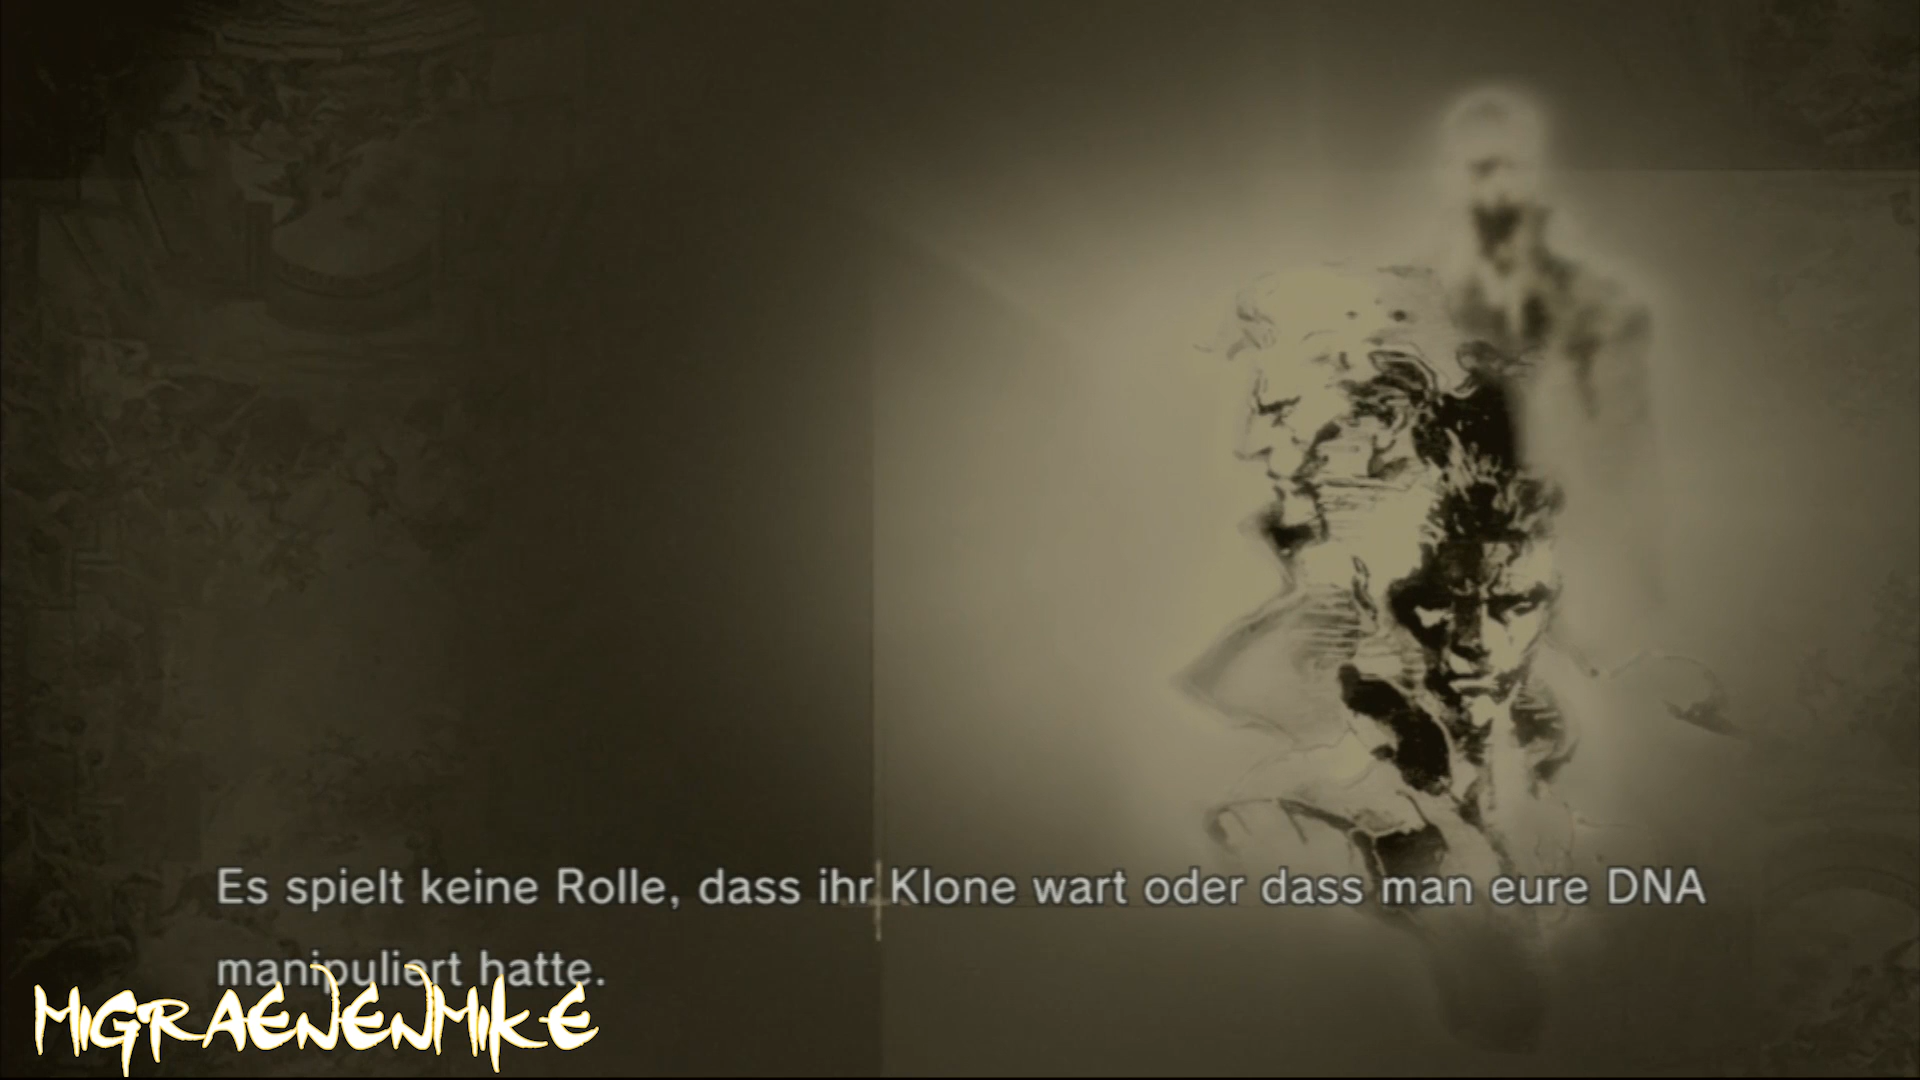 Es spielt keine Rolle, dass ihr Klone wart oder dass man eure DNA
manipuliert hatte.
MIGRAENENMIKE